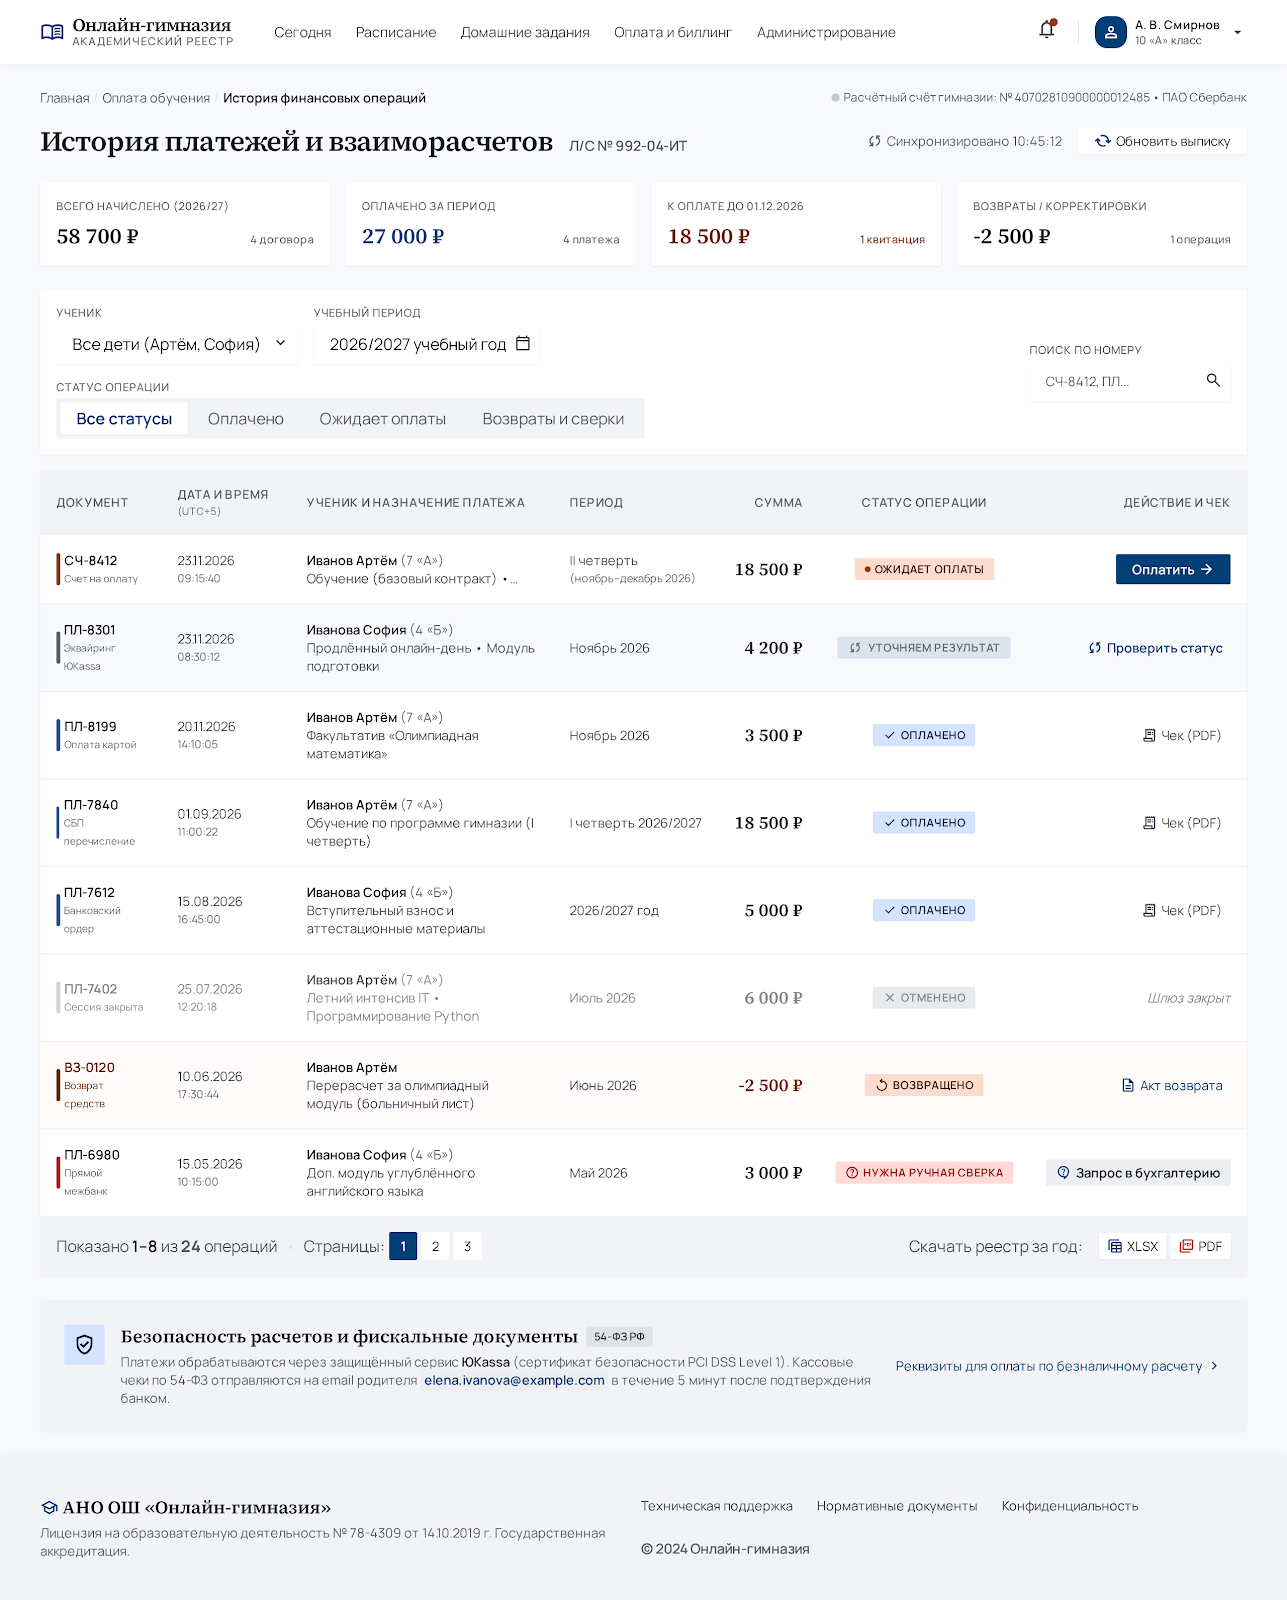 Онлайн-гимназия
АКАДЕМИЧЕСКИЙ РЕЕСТР
Сегодня
Расписание
Домашние задания
Оплата и биллинг
Администрирование
А. В. Смирнов
10 «А» класс
Главная / Оплата обучения / История финансовых операций
Расчётный счёт гимназии: № 40702810900000012485 • ПАО Сбербанк
История платежей и взаиморасчетов
Л/С № 992-04-ИТ
Синхронизировано 10:45:12
Обновить выписку
ВСЕГО НАЧИСЛЕНО (2026/27)
58 700 ₽
4 договора
ОПЛАЧЕНО ЗА ПЕРИОД
27 000 ₽
4 платежа
К ОПЛАТЕ ДО 01.12.2026
18 500 ₽
1 квитанция
ВОЗВРАТЫ / КОРРЕКТИРОВКИ
-2 500 ₽
1 операция
УЧЕНИК
Все дети (Артём, София)
УЧЕБНЫЙ ПЕРИОД
2026/2027 учебный год
ПОИСК ПО НОМЕРУ
СЧ-8412, ПЛ...
СТАТУС ОПЕРАЦИИ
Все статусы
Оплачено
Ожидает оплаты
Возвраты и сверки
ДОКУМЕНТ
ДАТА И ВРЕМЯ
(UTC+5)
УЧЕНИК И НАЗНАЧЕНИЕ ПЛАТЕЖА
ПЕРИОД
СУММА
СТАТУС ОПЕРАЦИИ
ДЕЙСТВИЕ И ЧЕК
СЧ-8412
Счет на оплату
23.11.2026
09:15:40
Иванов Артём (7 «А»)
Обучение (базовый контракт) •...
II четверть
(ноябрь–декабрь 2026)
18 500 ₽
ОЖИДАЕТ ОПЛАТЫ
Оплатить
ПЛ-8301
Эквайринг
ЮKassa
23.11.2026
08:30:12
Иванова София (4 «Б»)
Продлённый онлайн-день • Модуль
подготовки
Ноябрь 2026
4 200 ₽
УТОЧНЯЕМ РЕЗУЛЬТАТ
Проверить статус
ПЛ-8199
Оплата картой
20.11.2026
14:10:05
Иванов Артём (7 «А»)
Факультатив «Олимпиадная
математика»
Ноябрь 2026
3 500 ₽
ОПЛАЧЕНО
Чек (PDF)
ПЛ-7840
СБП
перечисление
01.09.2026
11:00:22
Иванов Артём (7 «А»)
Обучение по программе гимназии (I
четверть)
I четверть 2026/2027
18 500 ₽
ОПЛАЧЕНО
Чек (PDF)
ПЛ-7612
Банковский
ордер
15.08.2026
16:45:00
Иванова София (4 «Б»)
Вступительный взнос и
аттестационные материалы
2026/2027 год
5 000 ₽
ОПЛАЧЕНО
Чек (PDF)
ПЛ-7402
Сессия закрыта
25.07.2026
12:20:18
Иванов Артём (7 «А»)
Летний интенсив IT •
Программирование Python
Июль 2026
6 000 ₽
ОТМЕНЕНО
Шлюз закрыт
ВЗ-0120
Возврат
средств
10.06.2026
17:30:44
Иванов Артём
Перерасчет за олимпиадный
модуль (больничный лист)
Июнь 2026
-2 500 ₽
ВОЗВРАЩЕНО
Акт возврата
ПЛ-6980
Прямой
межбанк
15.05.2026
10:15:00
Иванова София (4 «Б»)
Доп. модуль углублённого
английского языка
Май 2026
3 000 ₽
НУЖНА РУЧНАЯ СВЕРКА
Запрос в бухгалтерию
Показано 1–8 из 24 операций • Страницы: 1 2 3
Скачать реестр за год:
XLSX
PDF
Безопасность расчетов и фискальные документы
54-ФЗ РФ
Платежи обрабатываются через защищённый сервис ЮKassa (сертификат безопасности PCI DSS Level 1). Кассовые
чеки по 54-ФЗ отправляются на email родителя elena.ivanova@example.com в течение 5 минут после подтверждения
банком.
Реквизиты для оплаты по безналичному расчету
АНО ОШ «Онлайн-гимназия»
Лицензия на образовательную деятельность № 78-4309 от 14.10.2019 г. Государственная
аккредитация.
Техническая поддержка
Нормативные документы
Конфиденциальность
© 2024 Онлайн-гимназия